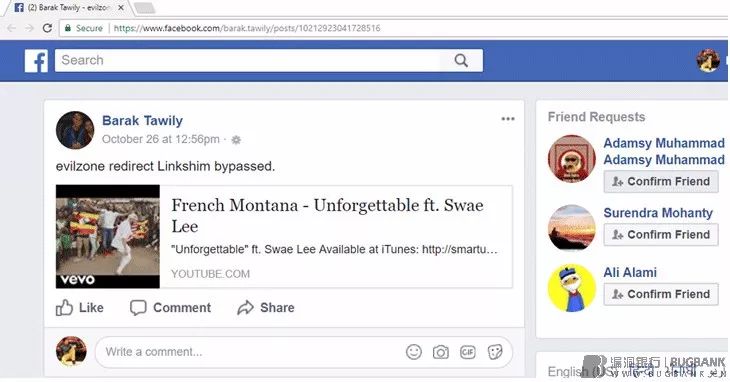 (2) Barak Tawily - evilzon
Secure
https://www.facebook.com/barak.tawily/posts/10212923041728516
f
Search
Barak Tawily
October 26 at 12:56pm
evilzone redirect Linkshim bypassed.
French Montana - Unforgettable ft. Swae
Lee
"Unforgettable" ft. Swae Lee Available at iTunes: http://smartu...
YOUTUBE.COM
vevo
Like
Comment
Share
Write a comment...
GIF
Friend Requests
Adamsy Muhammad
Adamsy Muhammad
Confirm Friend
Surendra Mohanty
Confirm Friend
Ali Alami
Confirm Friend
English (US)
漏洞银行 | BUGBANK
WWW.BUGBANK.CN